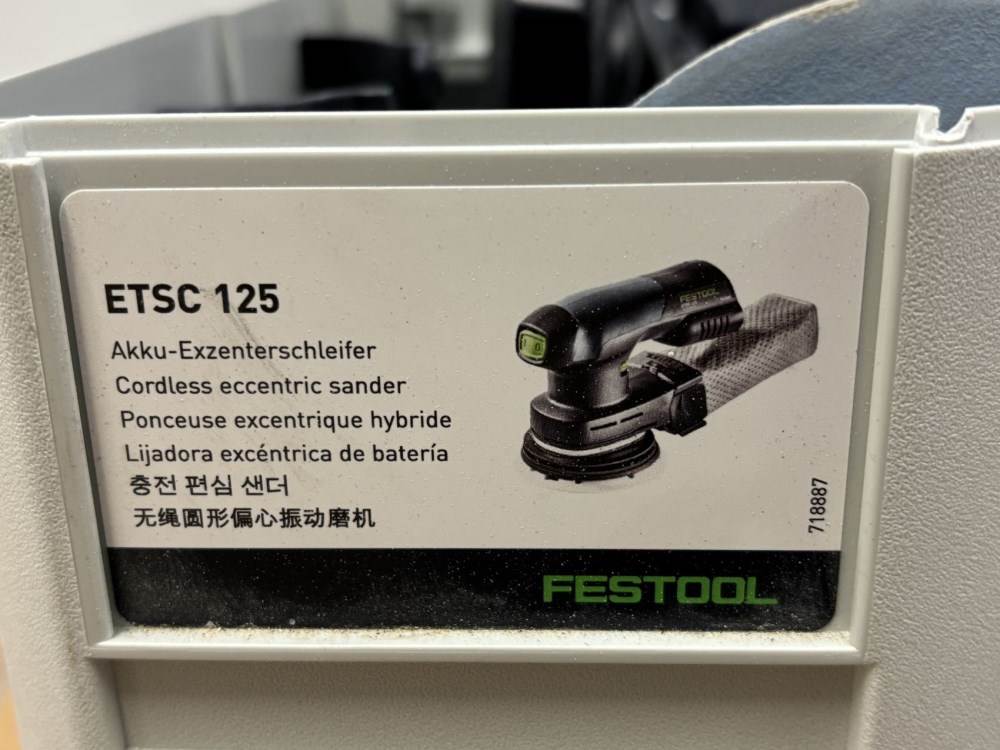 ETSC 125
Akku-Exzenterschleifer
Cordless eccentric sander
Ponceuse excentrique hybride
Lijadora excéntrica de batería
충전 편심 샌더
无绳圆形偏心振动磨机
FESTOOL
718887
FESTOOL